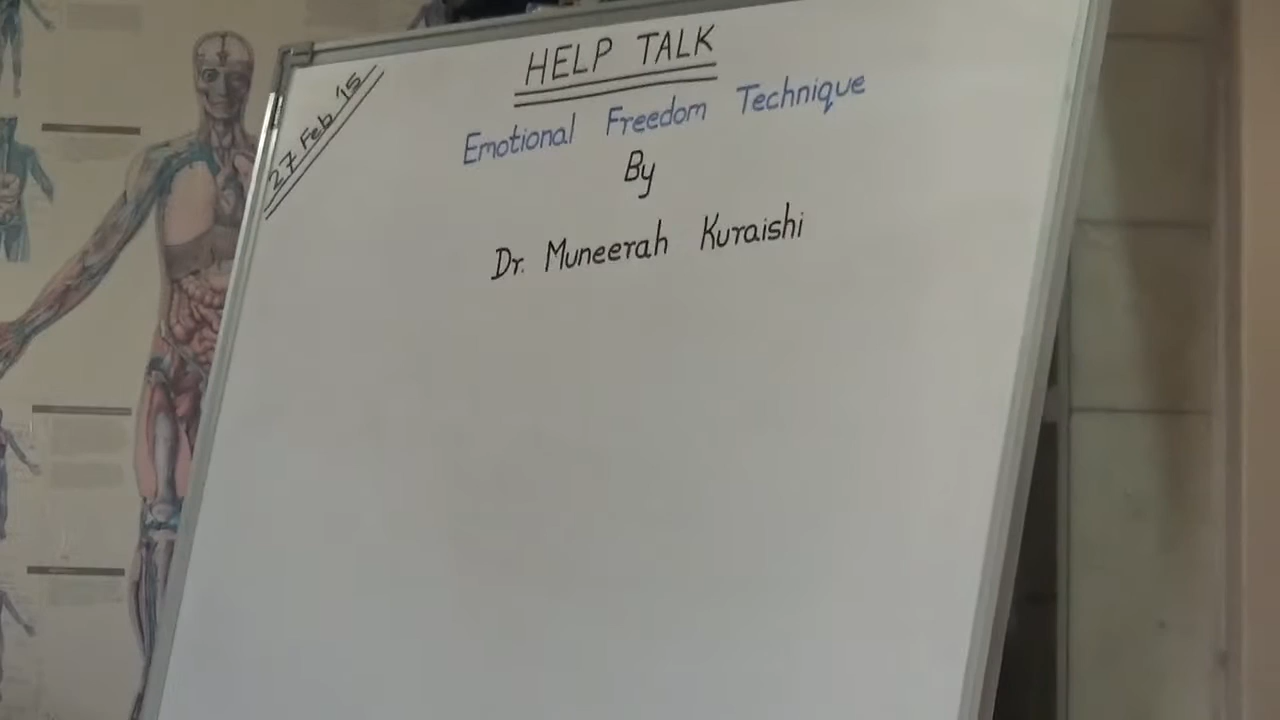 27 Feb '15
HELP TALK
Emotional Freedom Technique
By
Dr. Muneerah Kuraishi